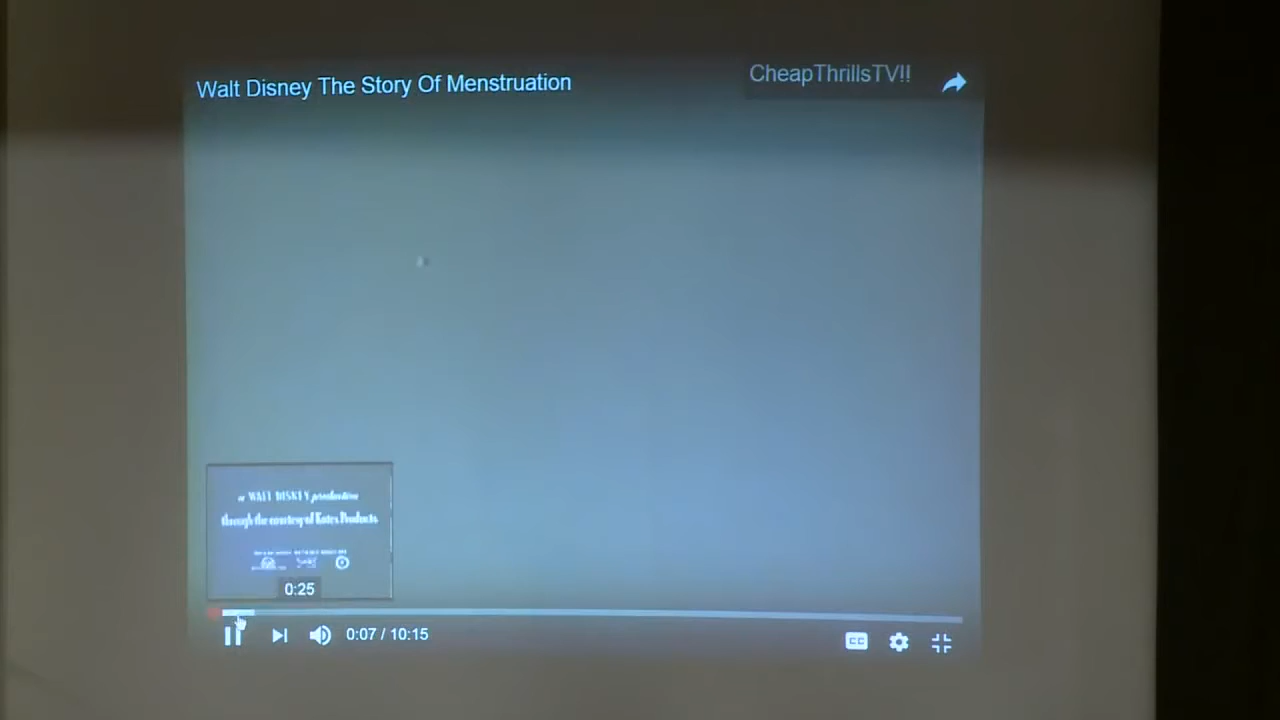 Walt Disney The Story Of Menstruation
CheapThrillsTV!!
a WALT DISNEY production
through the courtesy of Kotex Products
0:25
0:07 / 10:15
CC